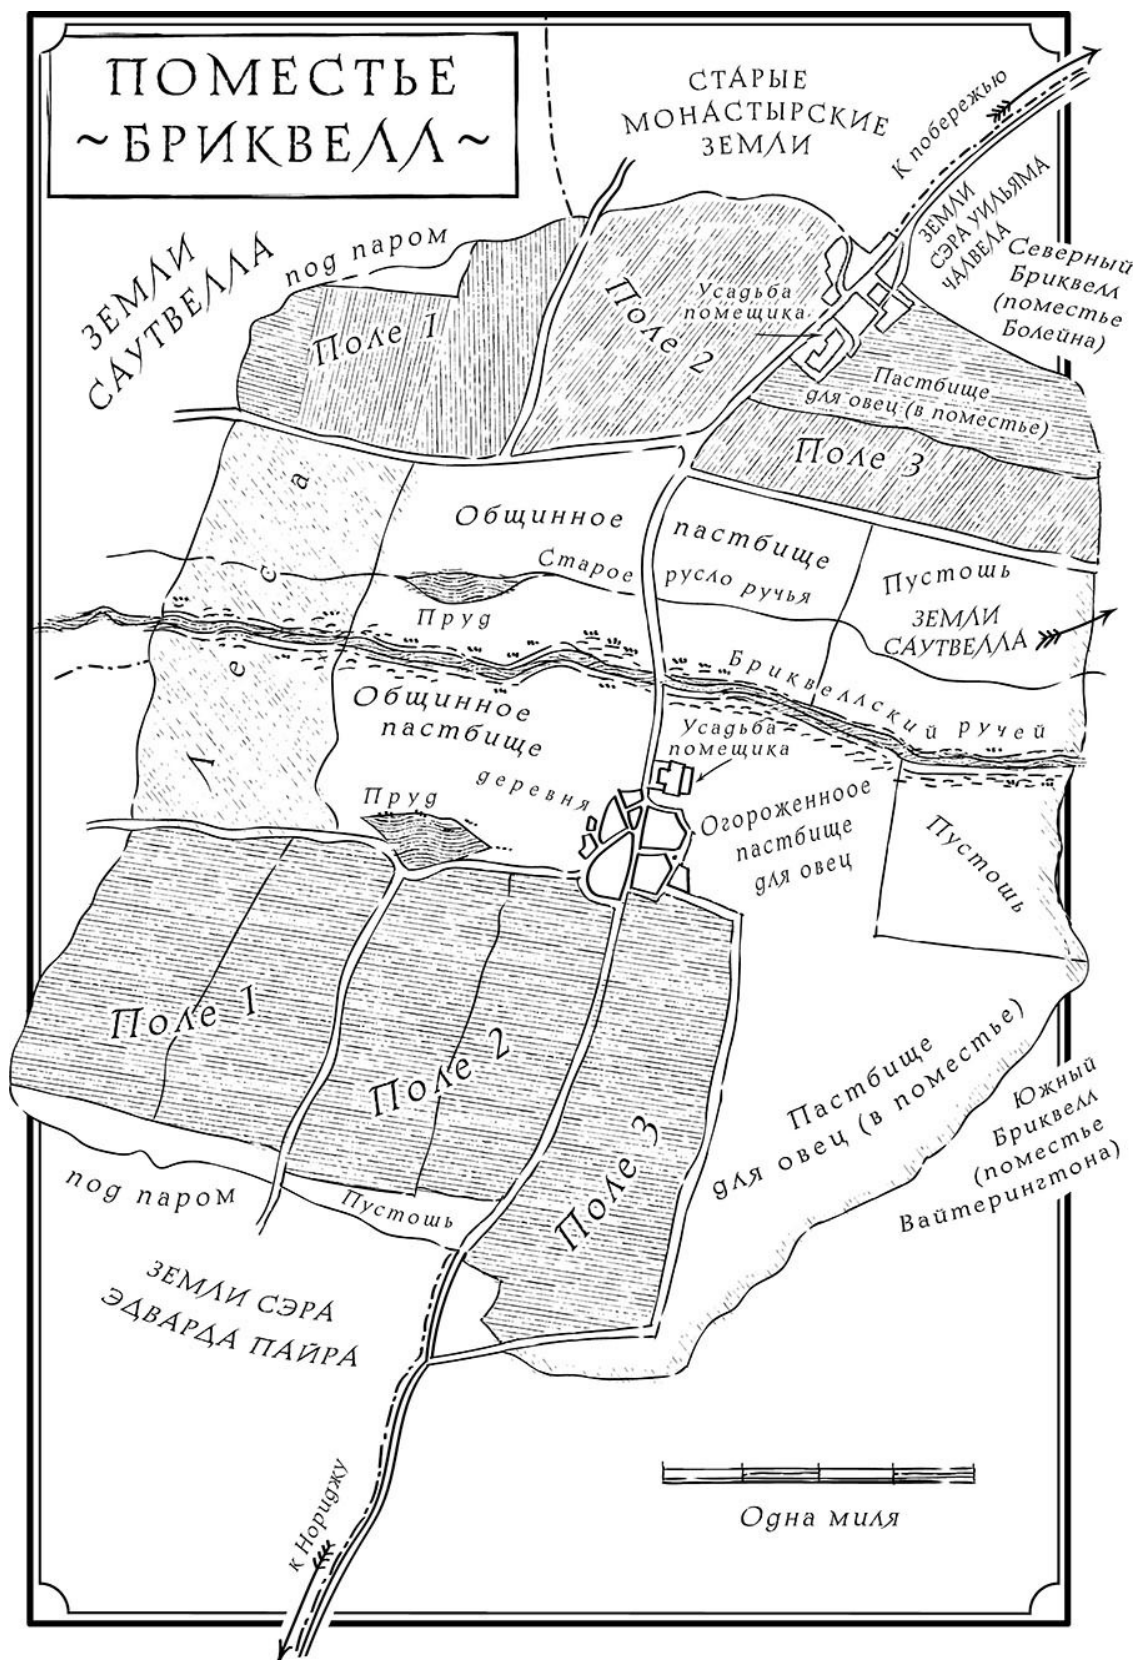 ПОМЕСТЬЕ
~БРИКВЕЛЛ~
СТАРЫЕ
МОНАСТЫРСКИЕ
ЗЕМЛИ
К побережью
ЗЕМЛИ
СЭРА УИЛЬЯМА
ЧАЛВЕЛА
Северный
Бриквелл
(поместье
Болейна)
ЗЕМЛИ
САУТВЕЛЛА
под паром
Поле 1
Поле 2
Усадьба
помещика
Пастбище
для овец (в поместье)
Поле 3
Леса
Общинное пастбище
Старое русло ручья
Пруд
Пустошь
ЗЕМЛИ
САУТВЕЛЛА
Бриквеллский ручей
Общинное
пастбище
Усадьба
помещика
деревня
Пруд
Огороженноое
пастбище
для овец
Пустошь
Поле 1
Поле 2
Поле 3
Пастбище
для овец (в поместье)
Южный
Бриквелл
(поместье
Вайтерингтона)
под паром
Пустошь
ЗЕМЛИ СЭРА
ЭДВАРДА ПАЙРА
к Нориджу
Одна миля